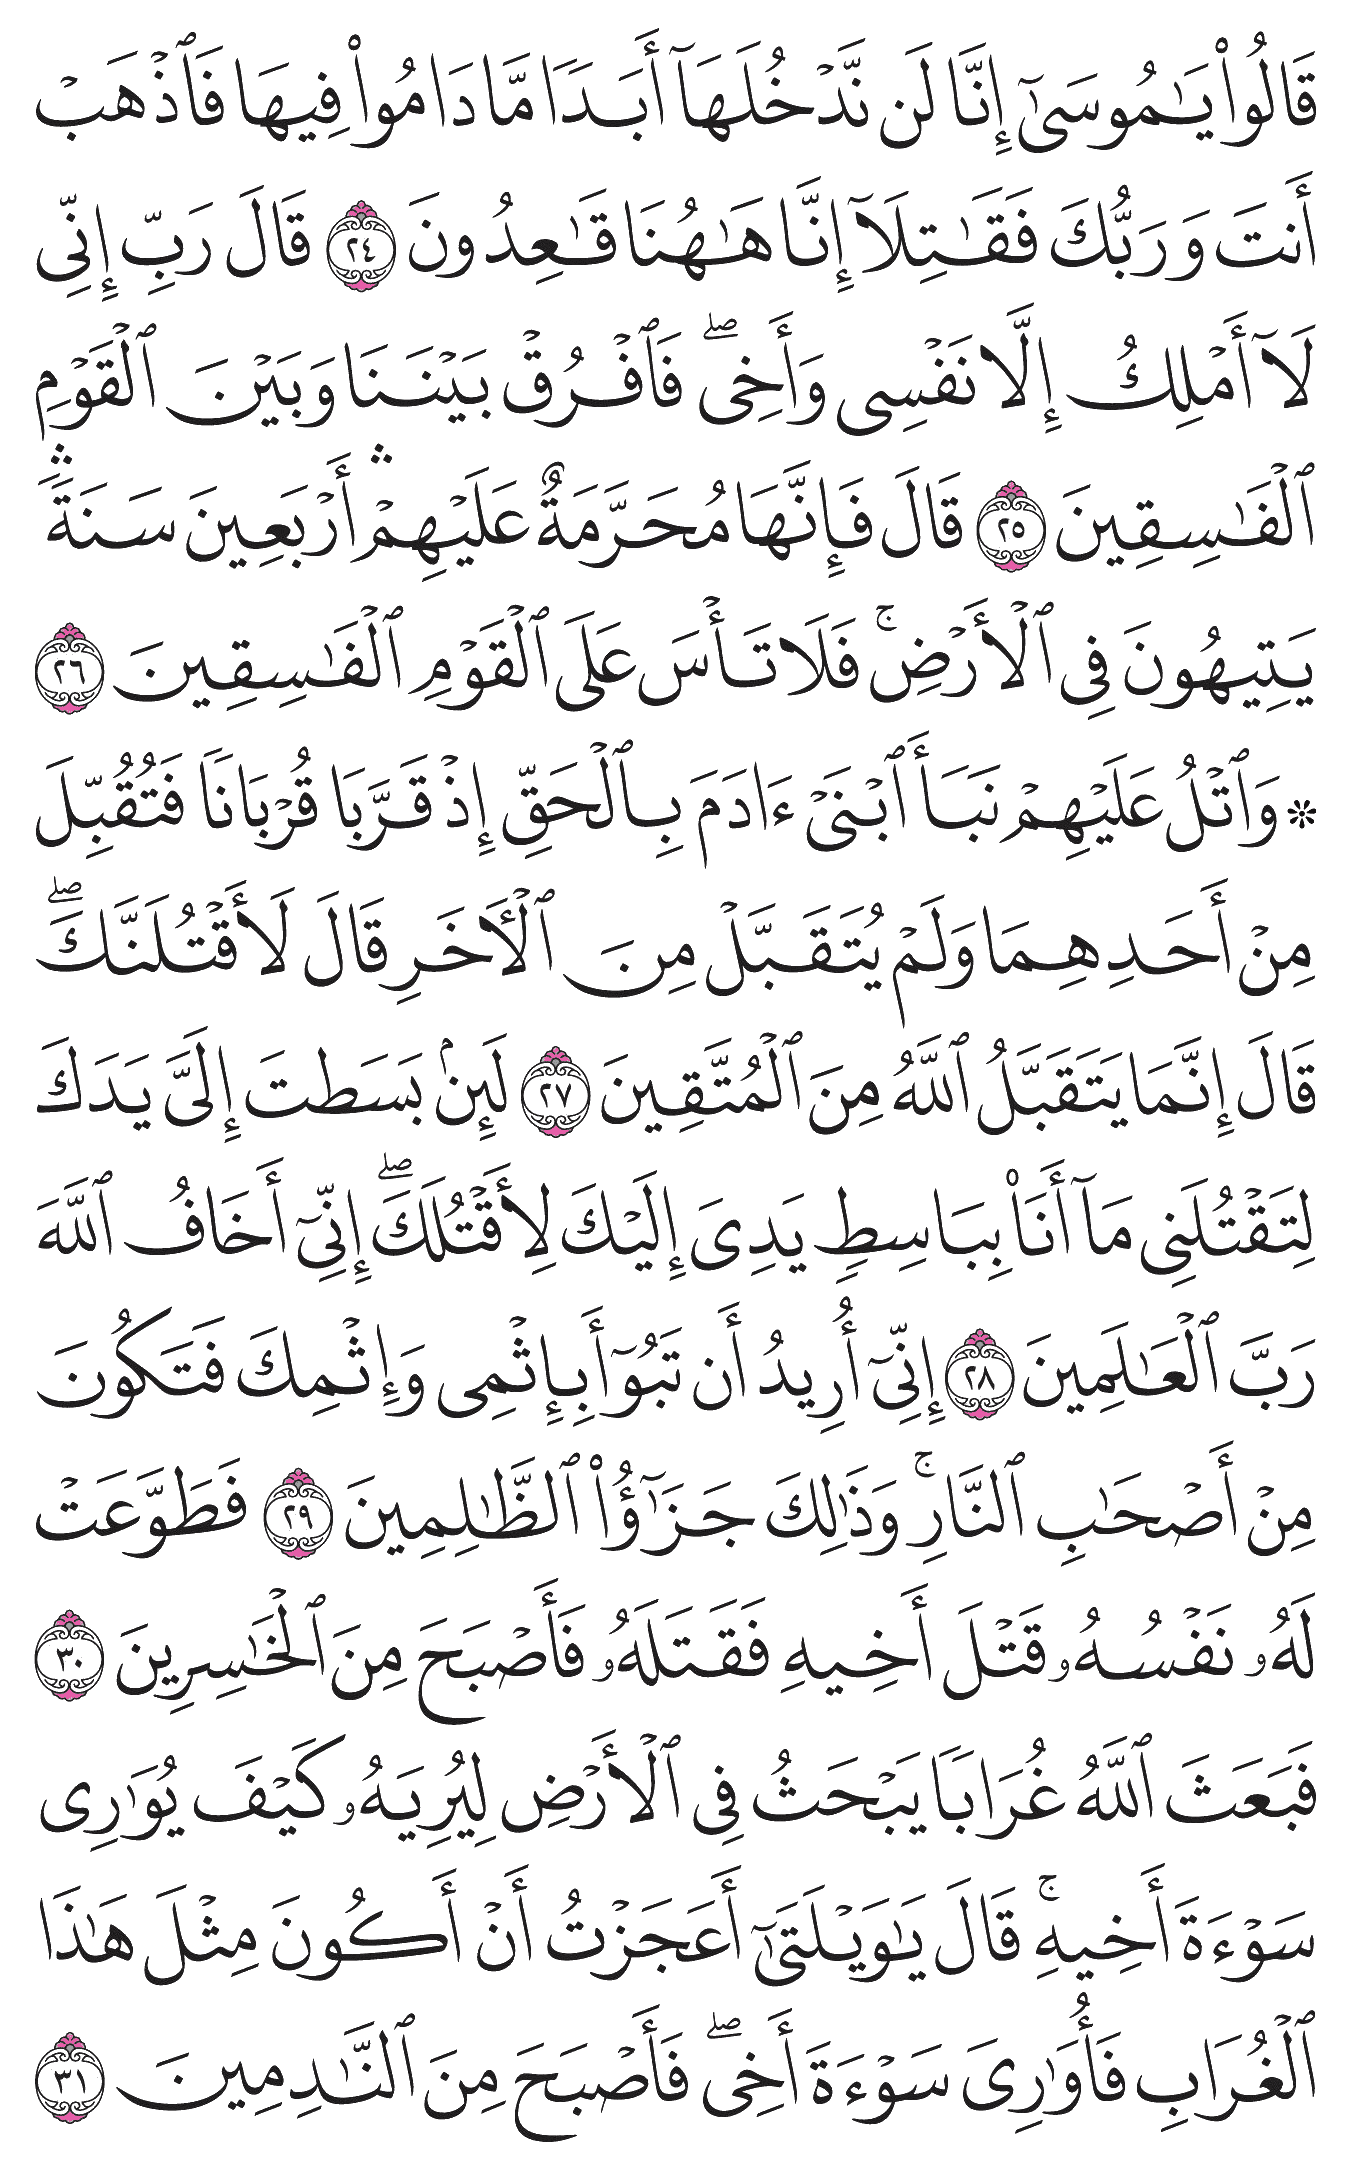 قَالُواْ يَٰمُوسَىٰٓ إِنَّا لَن نَّدۡخُلَهَآ أَبَدٗا مَّا دَامُواْ فِيهَا فَٱذۡهَبۡ
أَنتَ وَرَبُّكَ فَقَٰتِلَآ إِنَّا هَٰهُنَا قَٰعِدُونَ ٢٤ قَالَ رَبِّ إِنِّي
لَآ أَمۡلِكُ إِلَّا نَفۡسِي وَأَخِيۖ فَٱفۡرُقۡ بَيۡنَنَا وَبَيۡنَ ٱلۡقَوۡمِ
ٱلۡفَٰسِقِينَ ٢٥ قَالَ فَإِنَّهَا مُحَرَّمَةٌ عَلَيۡهِمۡۛ أَرۡبَعِينَ سَنَةٗۛ
يَتِيهُونَ فِي ٱلۡأَرۡضِۚ فَلَا تَأۡسَ عَلَى ٱلۡقَوۡمِ ٱلۡفَٰسِقِينَ ٢٦
۞ وَٱتۡلُ عَلَيۡهِمۡ نَبَأَ ٱبۡنَيۡ ءَادَمَ بِٱلۡحَقِّ إِذۡ قَرَّبَا قُرۡبَانٗا فَتُقُبِّلَ
مِنۡ أَحَدِهِمَا وَلَمۡ يُتَقَبَّلۡ مِنَ ٱلۡأٓخَرِ قَالَ لَأَقۡتُلَنَّكَۖ
قَالَ إِنَّمَا يَتَقَبَّلُ ٱللَّهُ مِنَ ٱلۡمُتَّقِينَ ٢٧ لَئِنۢ بَسَطتَ إِلَيَّ يَدَكَ
لِتَقۡتُلَنِي مَآ أَنَا۠ بِبَاسِطٖ يَدِيَ إِلَيۡكَ لِأَقۡتُلَكَۖ إِنِّيٓ أَخَافُ ٱللَّهَ
رَبَّ ٱلۡعَٰلَمِينَ ٢٨ إِنِّيٓ أُرِيدُ أَن تَبُوٓأَ بِإِثۡمِي وَإِثۡمِكَ فَتَكُونَ
مِنۡ أَصۡحَٰبِ ٱلنَّارِۚ وَذَٰلِكَ جَزَٰٓؤُاْ ٱلظَّٰلِمِينَ ٢٩ فَطَوَّعَتۡ
لَهُۥ نَفۡسُهُۥ قَتۡلَ أَخِيهِ فَقَتَلَهُۥ فَأَصۡبَحَ مِنَ ٱلۡخَٰسِرِينَ ٣٠
فَبَعَثَ ٱللَّهُ غُرَابٗا يَبۡحَثُ فِي ٱلۡأَرۡضِ لِيُرِيَهُۥ كَيۡفَ يُوَٰرِي
سَوۡءَةَ أَخِيهِۚ قَالَ يَٰوَيۡلَتَىٰٓ أَعَجَزۡتُ أَنۡ أَكُونَ مِثۡلَ هَٰذَا
ٱلۡغُرَابِ فَأُوَٰرِيَ سَوۡءَةَ أَخِيۖ فَأَصۡبَحَ مِنَ ٱلنَّٰدِمِينَ ٣١